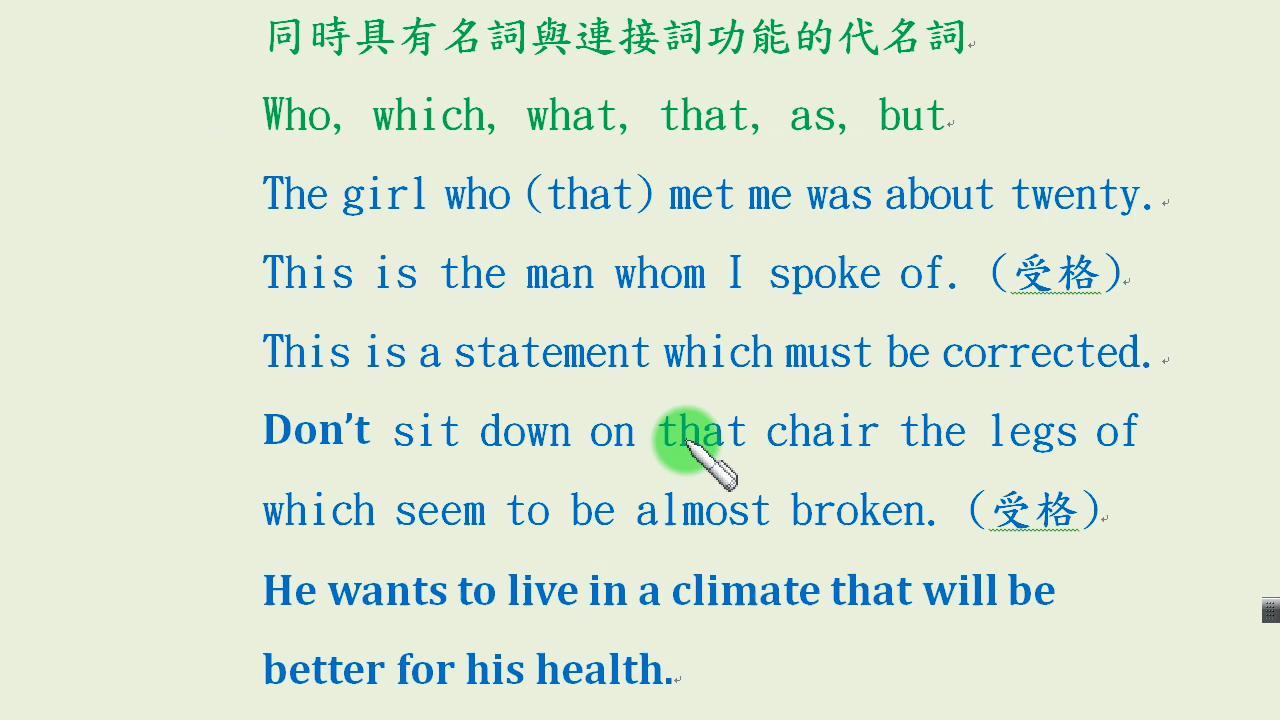 同時具有名詞與連接詞功能的代名詞
Who, which, what, that, as, but
The girl who (that) met me was about twenty.
This is the man whom I spoke of. (受格)
This is a statement which must be corrected.
Don't sit down on that chair the legs of
which seem to be almost broken. (受格)
He wants to live in a climate that will be
better for his health.